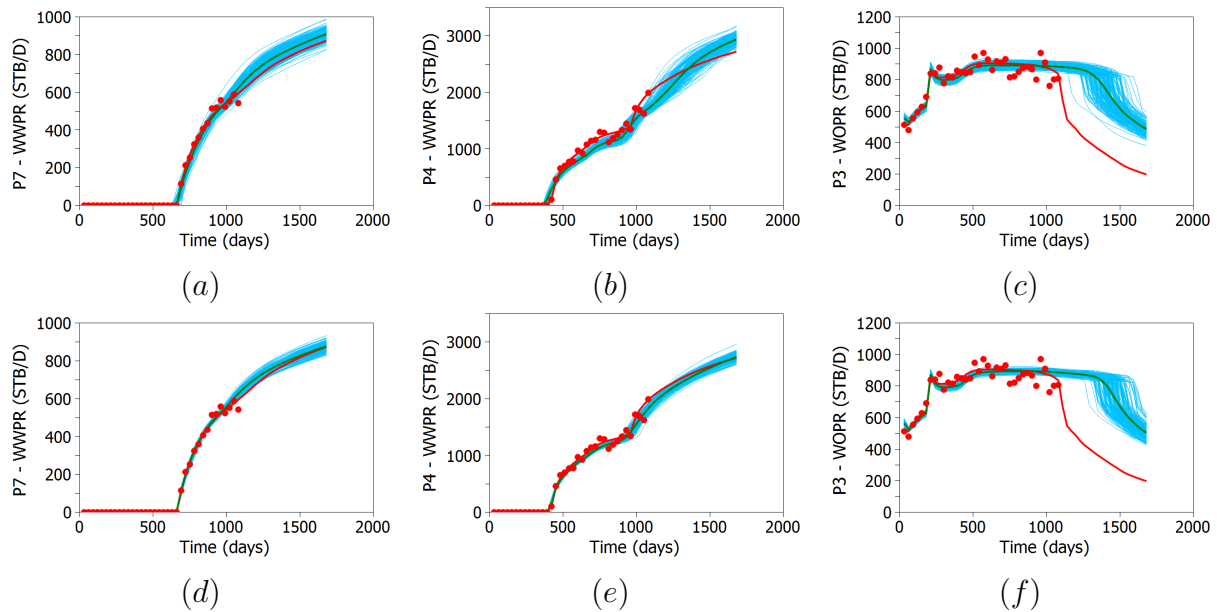 P7 - WWPR (STB/D)
1000
800
600
400
200
0
0 500 1000 1500 2000
Time (days)
(a)
P4 - WWPR (STB/D)
3000
2000
1000
0
0 500 1000 1500 2000
Time (days)
(b)
P3 - WOPR (STB/D)
1200
1000
800
600
400
200
0
0 500 1000 1500 2000
Time (days)
(c)
P7 - WWPR (STB/D)
1000
800
600
400
200
0
0 500 1000 1500 2000
Time (days)
(d)
P4 - WWPR (STB/D)
3000
2000
1000
0
0 500 1000 1500 2000
Time (days)
(e)
P3 - WOPR (STB/D)
1200
1000
800
600
400
200
0
0 500 1000 1500 2000
Time (days)
(f)